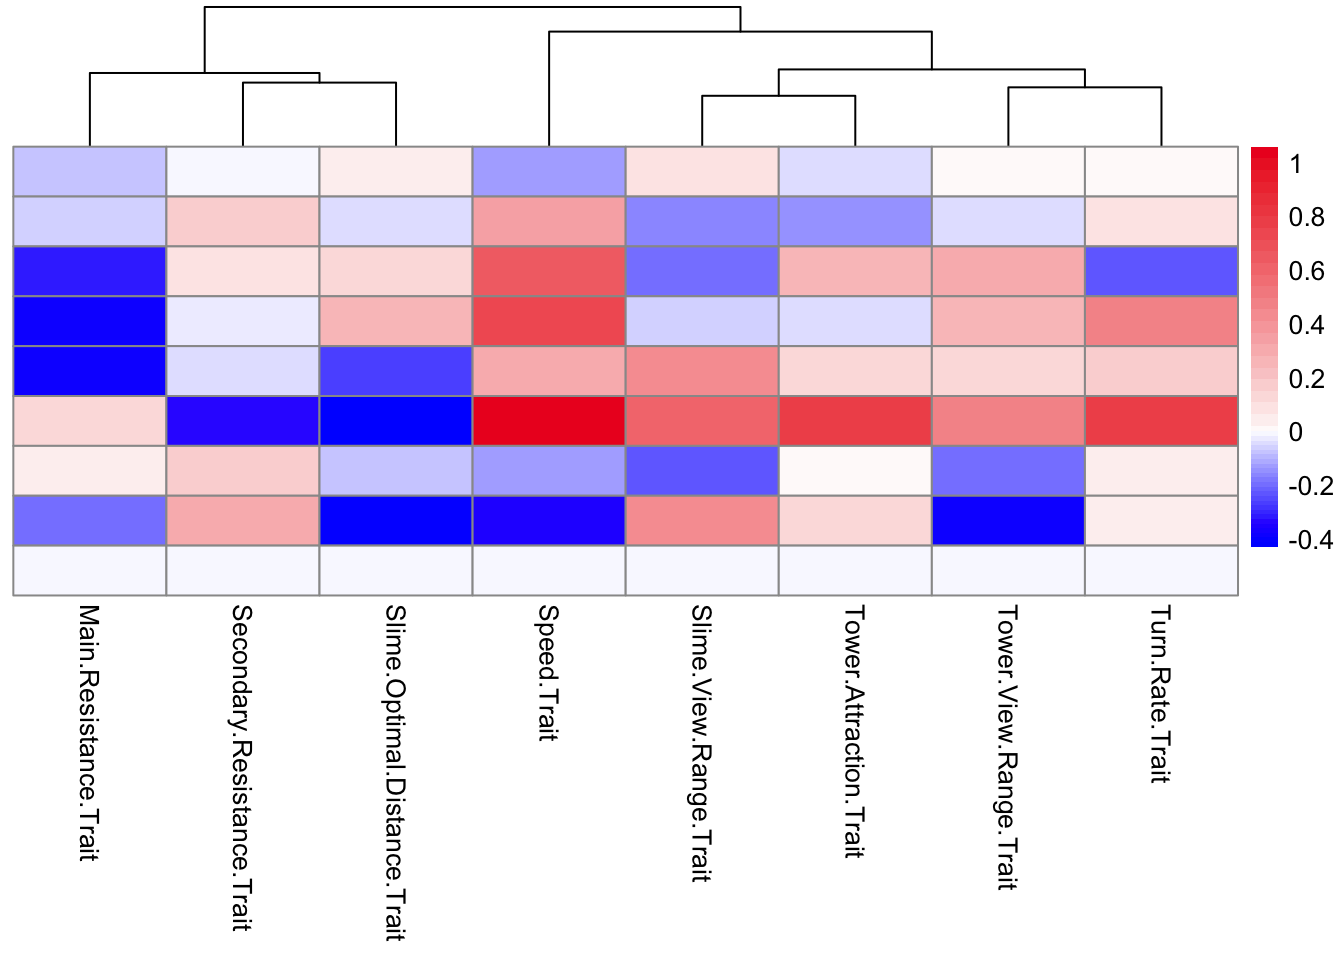 1
0.8
0.6
0.4
0.2
0
-0.2
-0.4
Main.Resistance.Trait
Secondary.Resistance.Trait
Slime.Optimal.Distance.Trait
Speed.Trait
Slime.View.Range.Trait
Tower.Attraction.Trait
Tower.View.Range.Trait
Turn.Rate.Trait